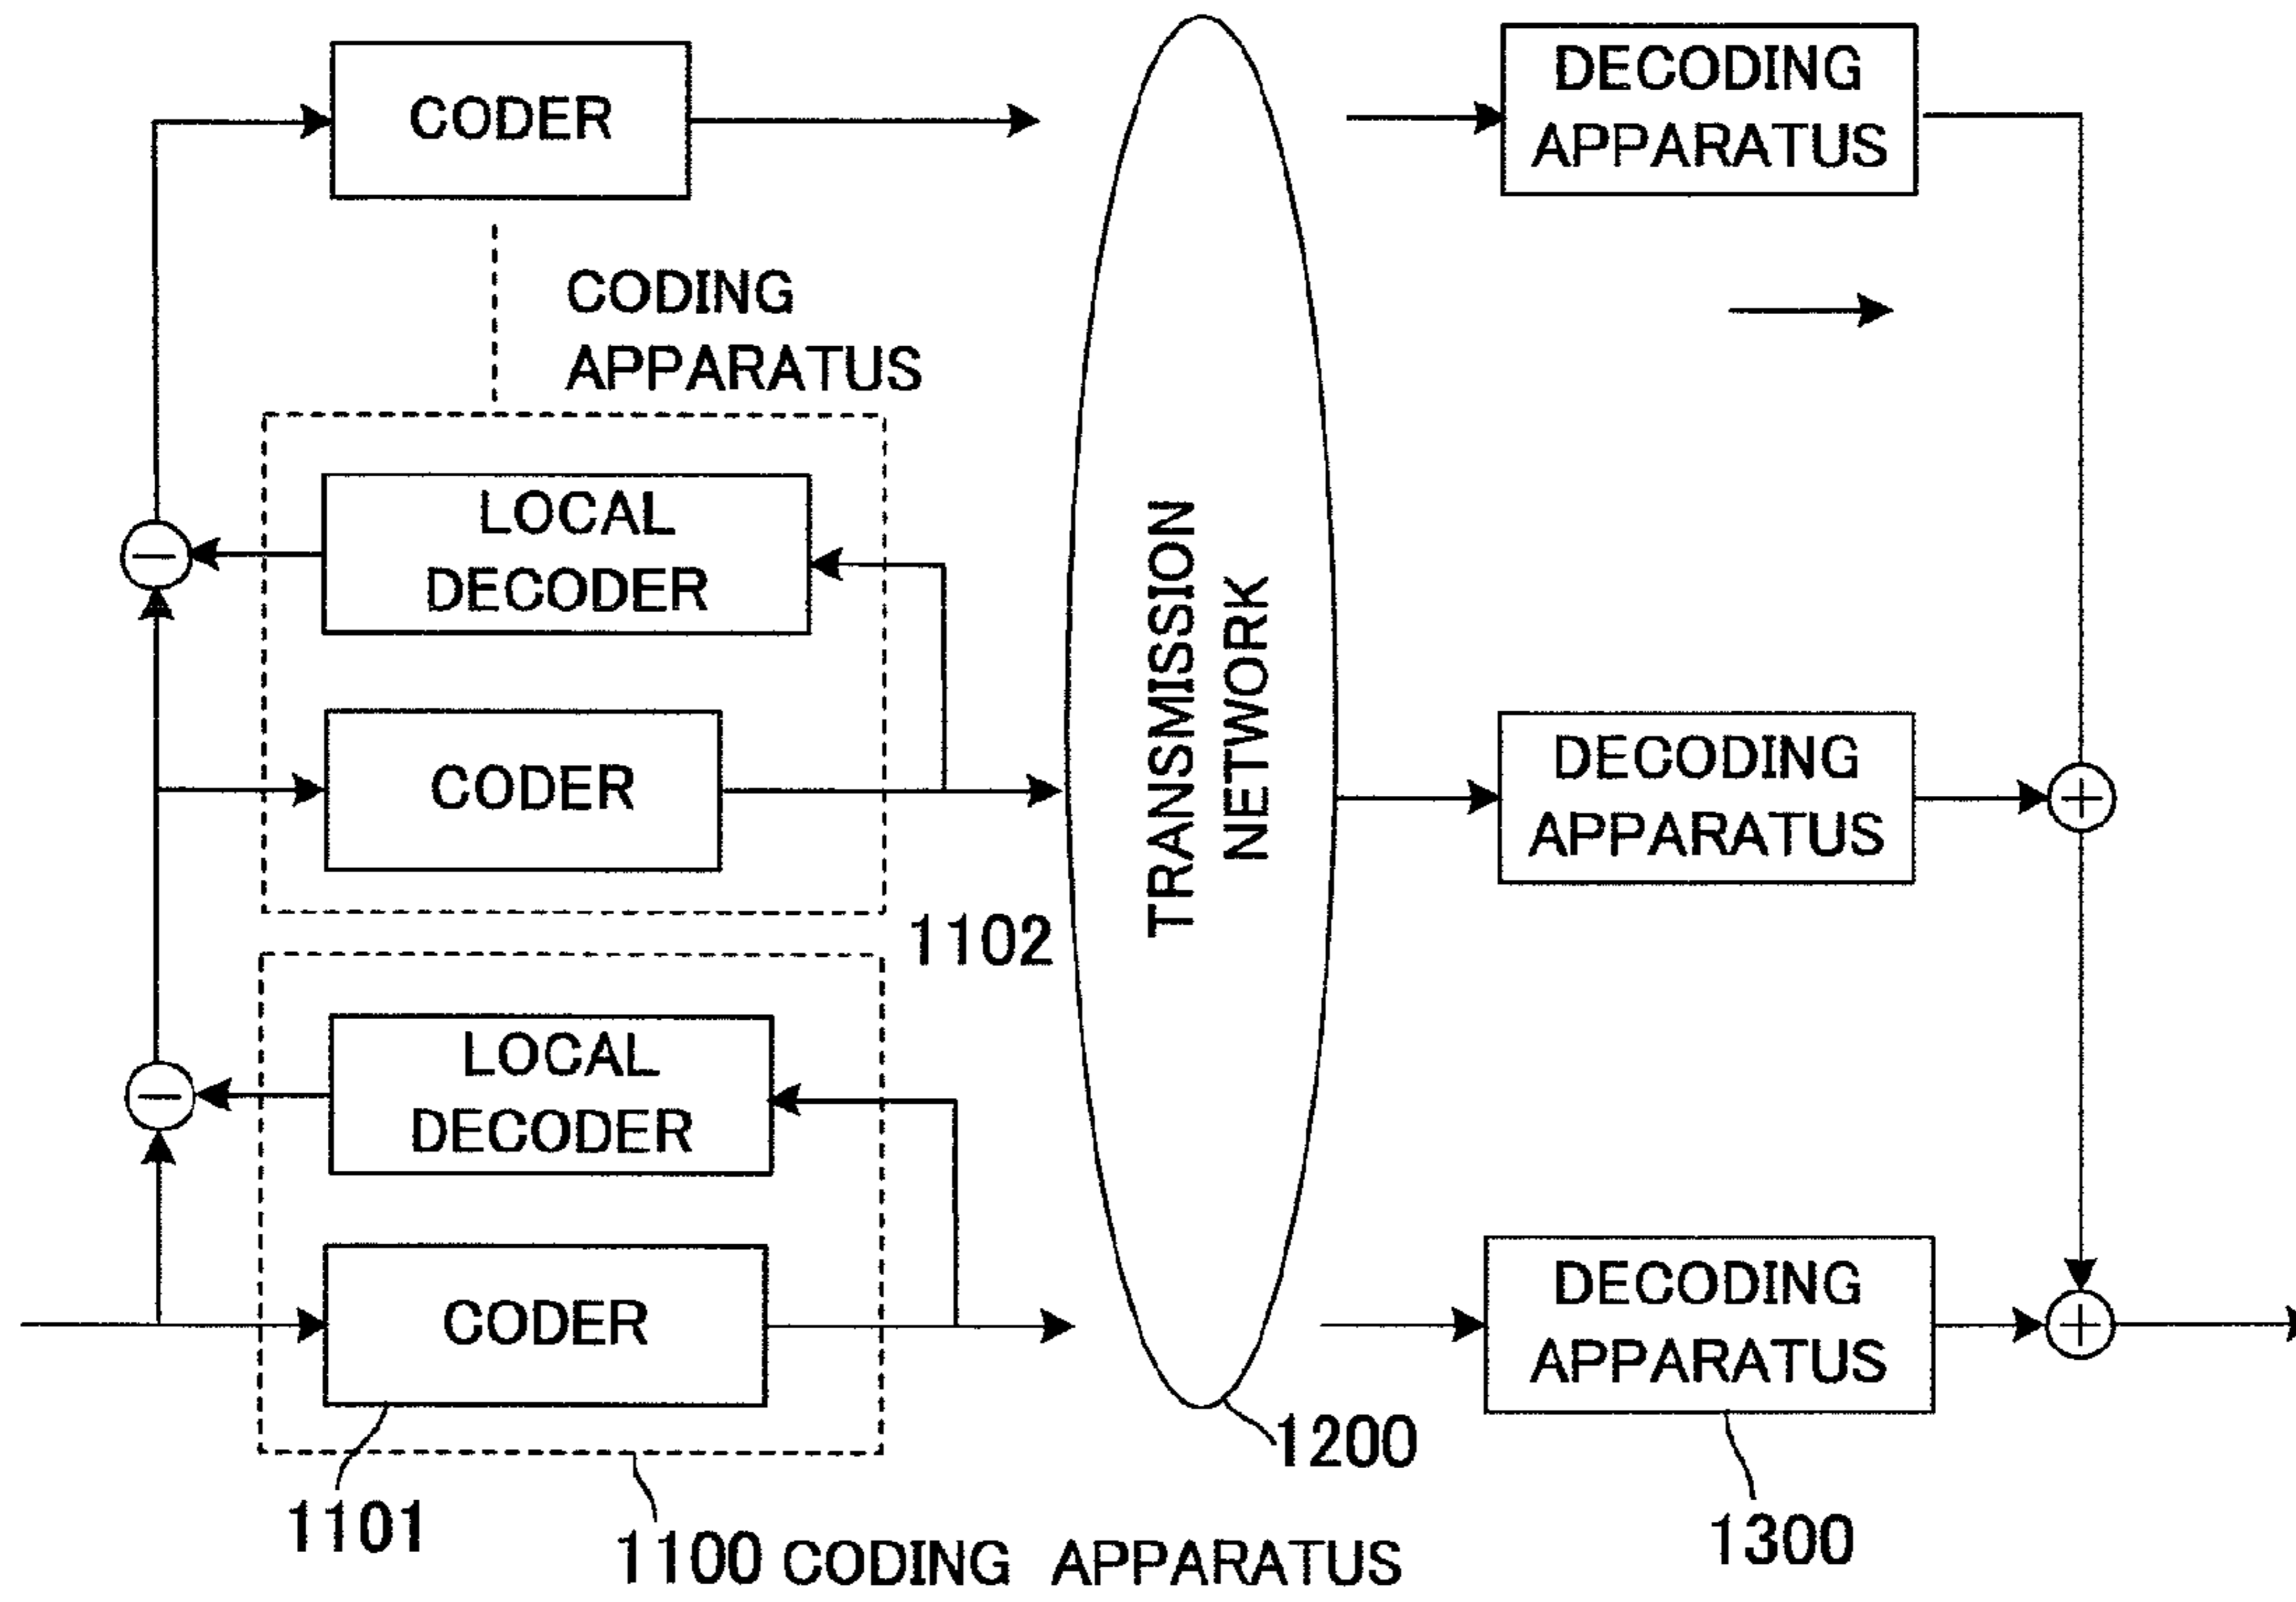 CODER
DECODING
APPARATUS
CODING
APPARATUS
LOCAL
DECODER
CODER
TRANSMISSION
NETWORK
DECODING
APPARATUS
1102
LOCAL
DECODER
CODER
DECODING
APPARATUS
1101
1100 CODING APPARATUS
1200
1300